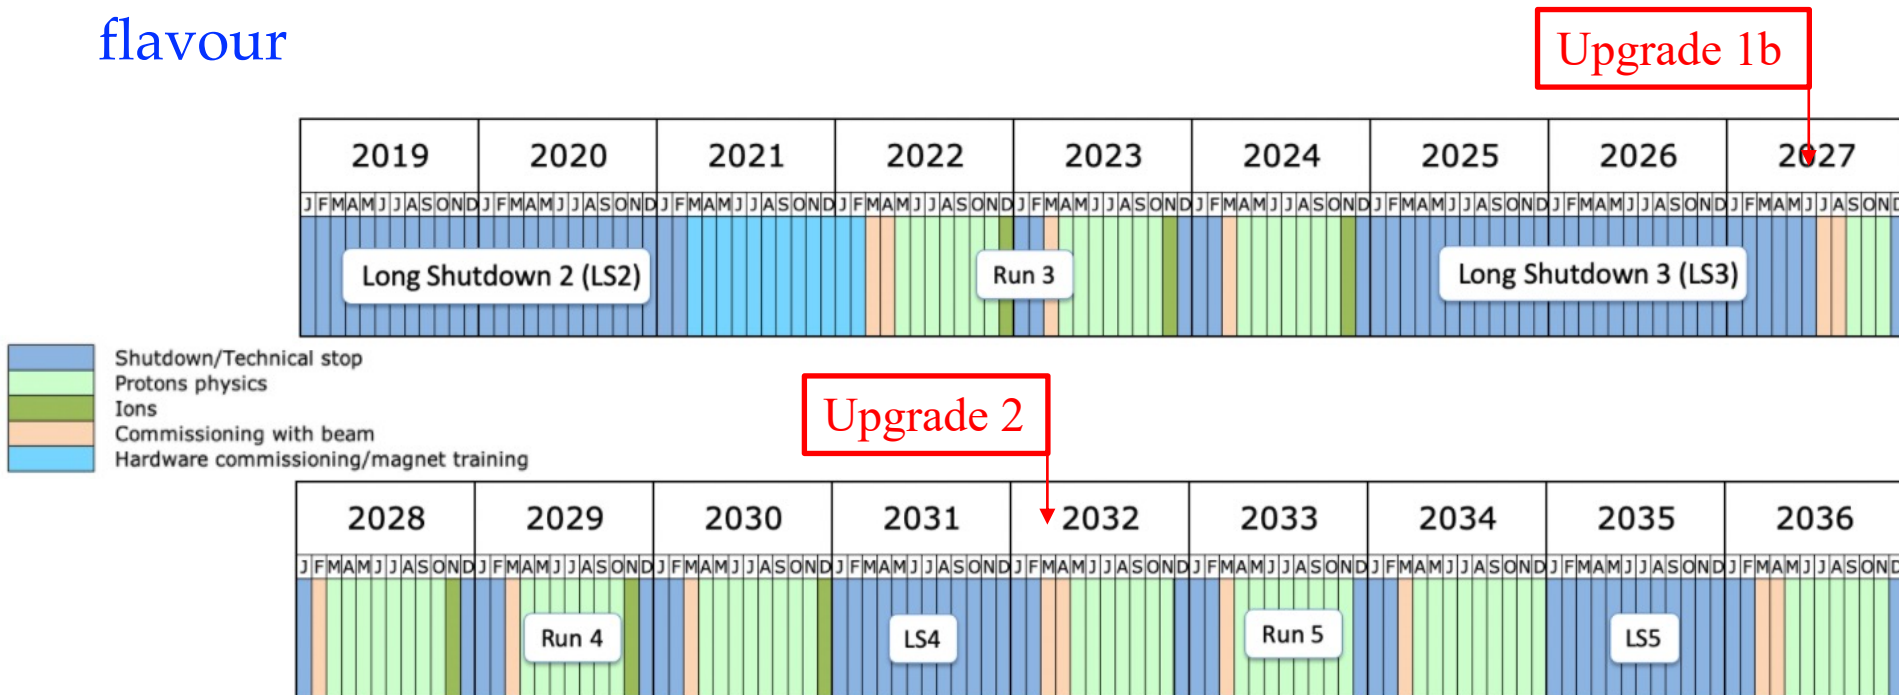 flavour
Upgrade 1b
2019 2020 2021 2022 2023 2024 2025 2026 2027
J F M A M J J A S O N D J F M A M J J A S O N D J F M A M J J A S O N D J F M A M J J A S O N D J F M A M J J A S O N D J F M A M J J A S O N D J F M A M J J A S O N D J F M A M J J A S O N D J F M A M J J A S O N D
Long Shutdown 2 (LS2) Run 3 Long Shutdown 3 (LS3)
Shutdown/Technical stop
Protons physics
Ions
Commissioning with beam
Hardware commissioning/magnet training
Upgrade 2
2028 2029 2030 2031 2032 2033 2034 2035 2036
J F M A M J J A S O N D J F M A M J J A S O N D J F M A M J J A S O N D J F M A M J J A S O N D J F M A M J J A S O N D J F M A M J J A S O N D J F M A M J J A S O N D J F M A M J J A S O N D J F M A M J J A S O N D
Run 4 LS4 Run 5 LS5